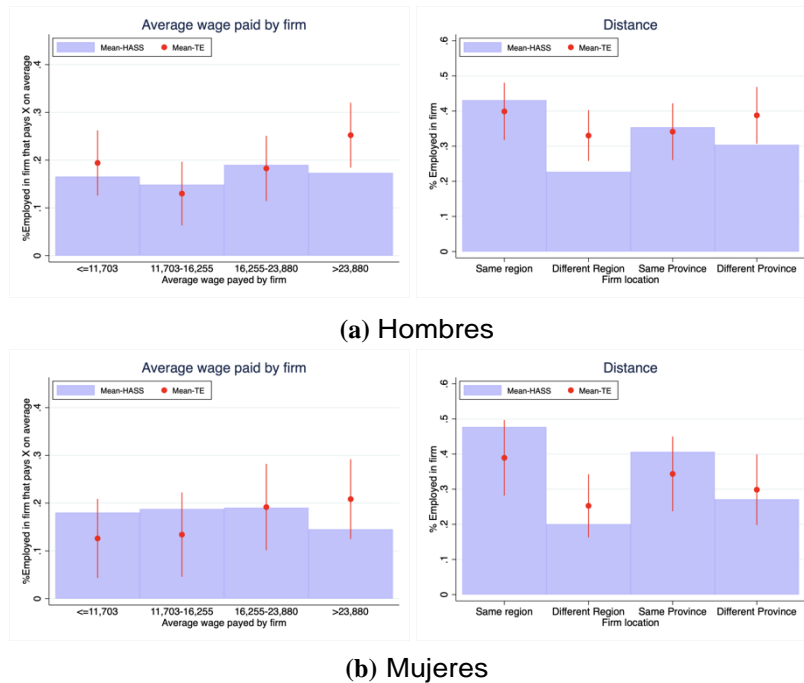 Average wage paid by firm
Mean-HASS Mean-TE
%Employed in firm that pays X on average
0 .1 .2 .3 .4
<=11,703 11,703-16,255 16,255-23,880 >23,880
Average wage payed by firm
Distance
Mean-HASS Mean-TE
% Employed in firm
0 .1 .2 .3 .4 .5 .6
Same region Different Region Same Province Different Province
Firm location
(a) Hombres
Average wage paid by firm
Mean-HASS Mean-TE
%Employed in firm that pays X on average
0 .1 .2 .3 .4
<=11,703 11,703-16,255 16,255-23,880 >23,880
Average wage payed by firm
Distance
Mean-HASS Mean-TE
% Employed in firm
0 .1 .2 .3 .4 .5 .6
Same region Different Region Same Province Different Province
Firm location
(b) Mujeres